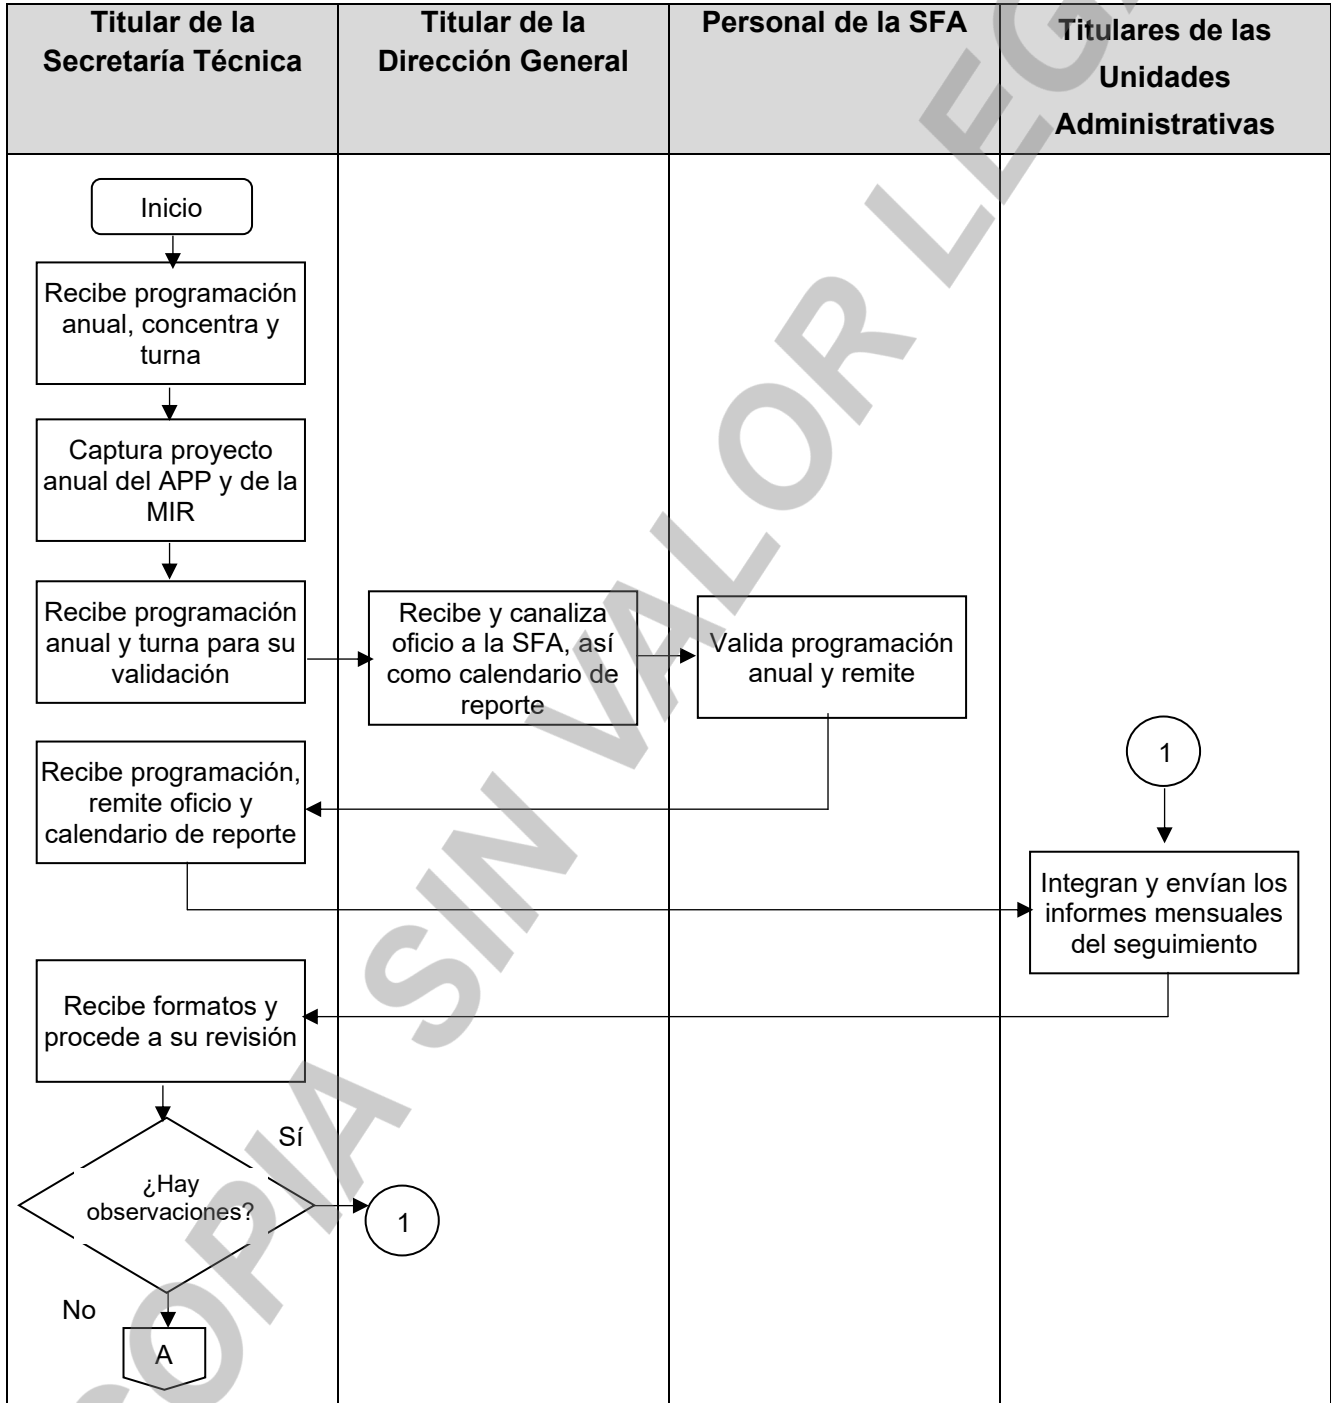 Titular de la
Secretaría Técnica
Titular de la
Dirección General
Personal de la SFA
Titulares de las
Unidades
Administrativas
Inicio
Recibe programación
anual, concentra y
turna
Captura proyecto
anual del APP y de la
MIR
Recibe programación
anual y turna para su
validación
Recibe y canaliza
oficio a la SFA, así
como calendario de
reporte
Valida programación
anual y remite
1
Recibe programación,
remite oficio y
calendario de reporte
Integran y envían los
informes mensuales
del seguimiento
Recibe formatos y
procede a su revisión
Sí
¿Hay
observaciones?
1
No
A
COPIA SIN VALOR LEGA